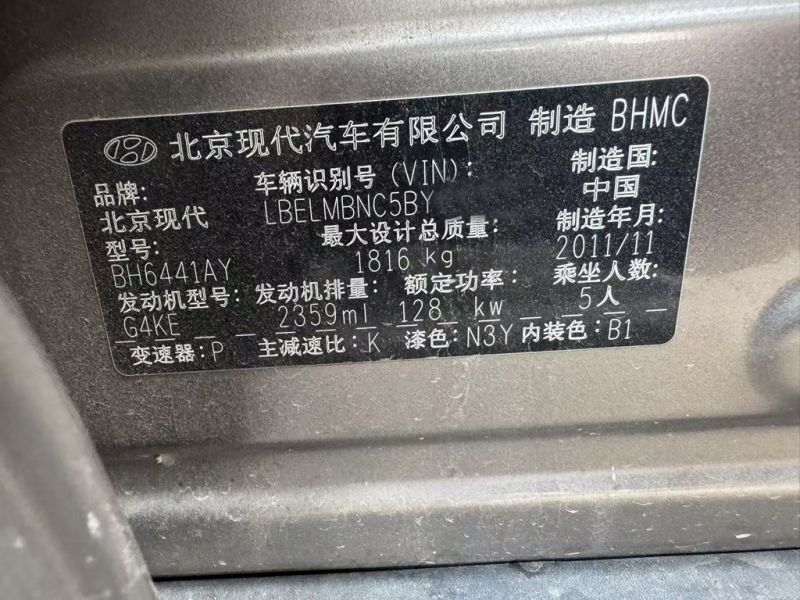 北京现代汽车有限公司 制造 BHMC
品牌: 车辆识别号(VIN): 制造国:
北京现代 LBELMBNC5BY 中国
型号: 最大设计总质量: 制造年月:
BH6441AY 1816 kg 2011/11
发动机型号: 发动机排量: 额定功率: 乘坐人数:
G4KE 2359ml 128 kw 5人
变速器:P 主减速比:K 漆色:N3Y 内装色:B1